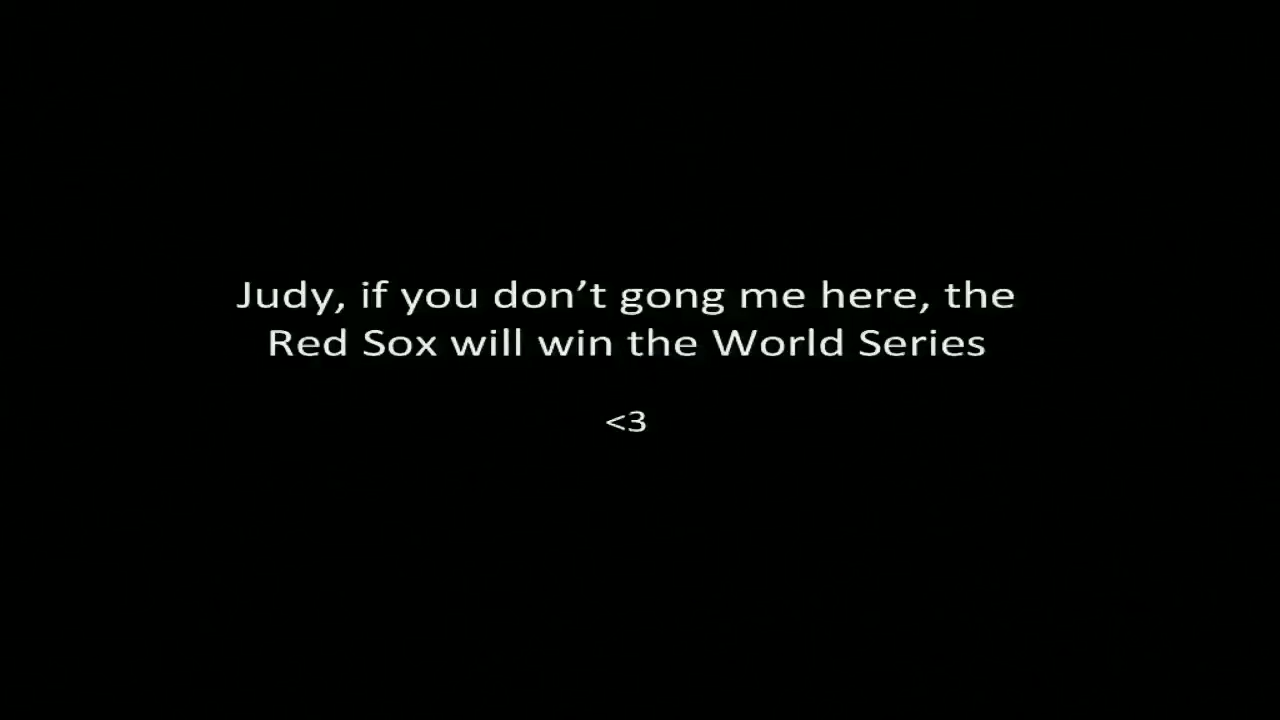 Judy, if you don’t gong me here, the
Red Sox will win the World Series
<3